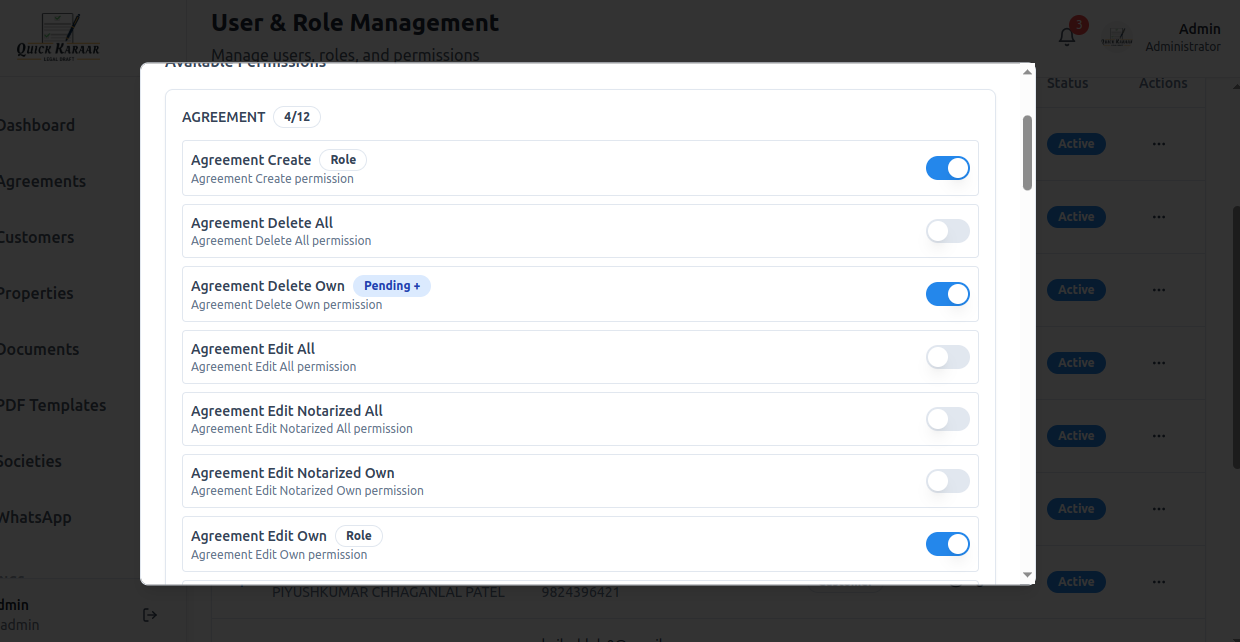 QUICK KARAAR
LEGAL DRAFT
User & Role Management
Manage users, roles, and permissions
3
Admin
Administrator
Dashboard
Agreements
Customers
Properties
Documents
PDF Templates
Societies
WhatsApp
admin
Available Permissions
AGREEMENT 4/12
Agreement Create Role
Agreement Create permission
Agreement Delete All
Agreement Delete All permission
Agreement Delete Own Pending +
Agreement Delete Own permission
Agreement Edit All
Agreement Edit All permission
Agreement Edit Notarized All
Agreement Edit Notarized All permission
Agreement Edit Notarized Own
Agreement Edit Notarized Own permission
Agreement Edit Own Role
Agreement Edit Own permission
Status Actions
Active ...
Active ...
Active ...
Active ...
Active ...
Active ...
Active ...
PIYUSHKUMAR CHHAGANLAL PATEL 9824396421